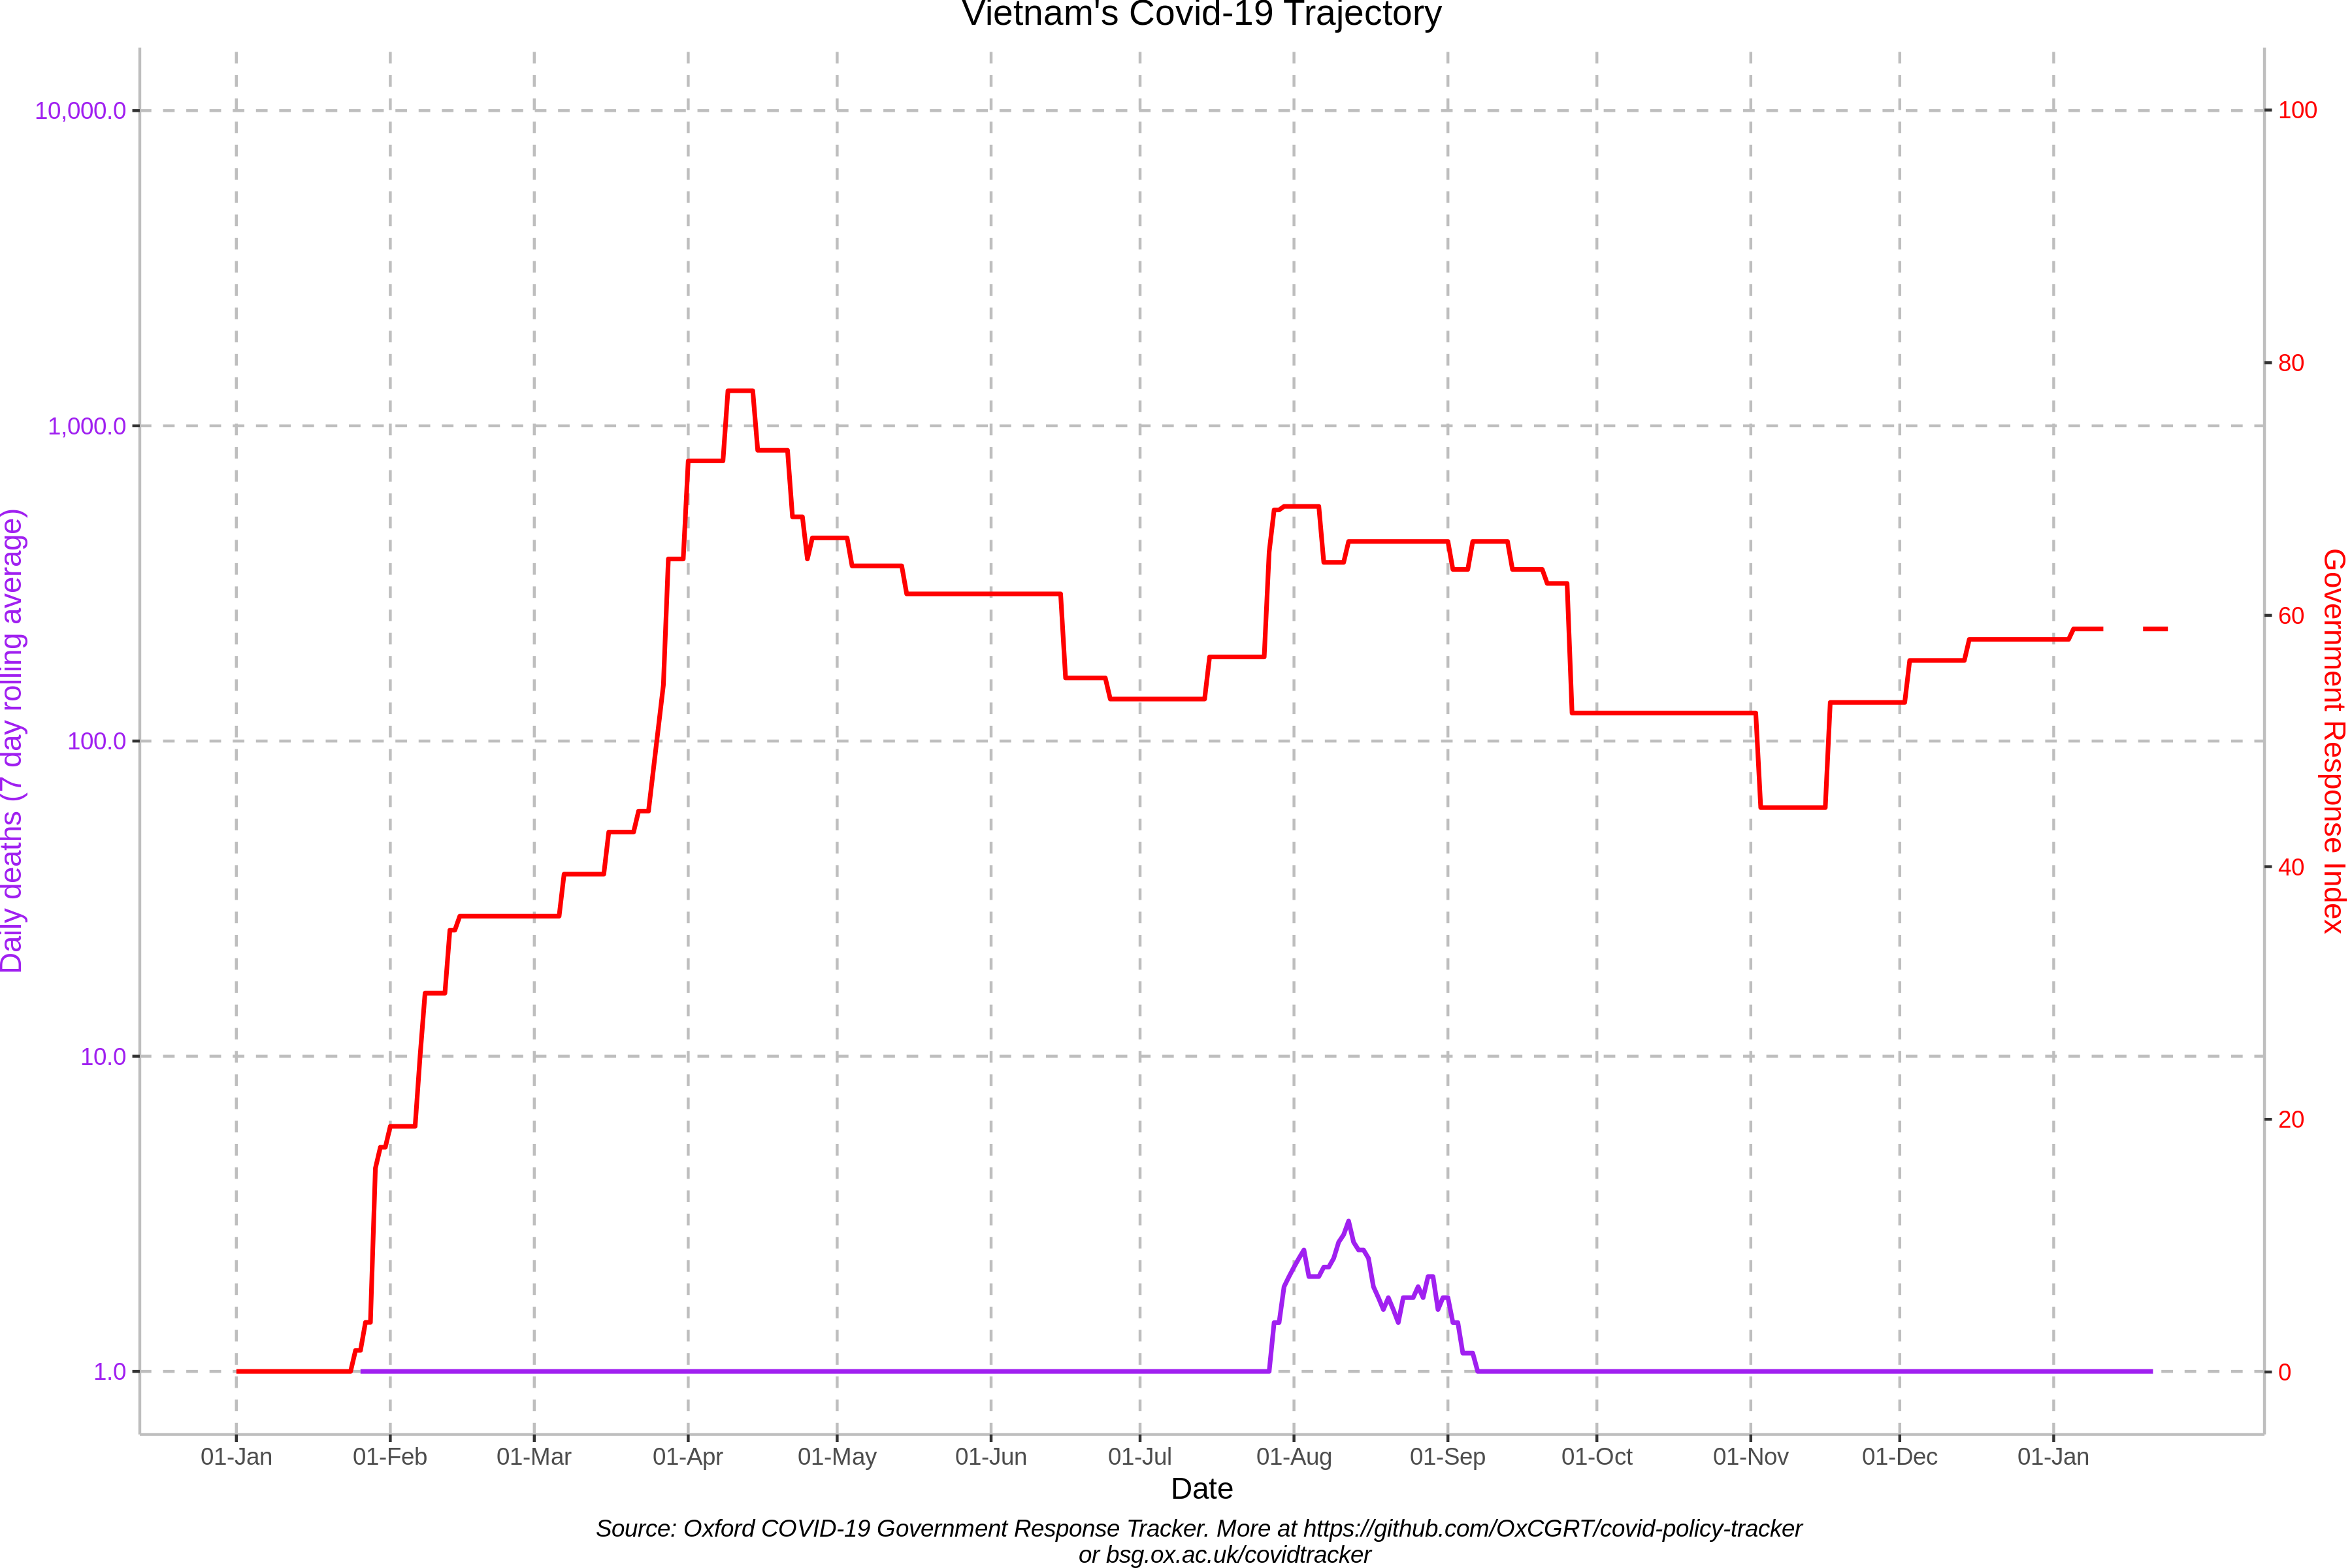 Vietnam's Covid-19 Trajectory
10,000.0
1,000.0
100.0
10.0
1.0
Daily deaths (7 day rolling average)
100
80
60
40
20
0
Government Response Index
01-Jan 01-Feb 01-Mar 01-Apr 01-May 01-Jun 01-Jul 01-Aug 01-Sep 01-Oct 01-Nov 01-Dec 01-Jan
Date
Source: Oxford COVID-19 Government Response Tracker. More at https://github.com/OxCGRT/covid-policy-tracker
or bsg.ox.ac.uk/covidtracker